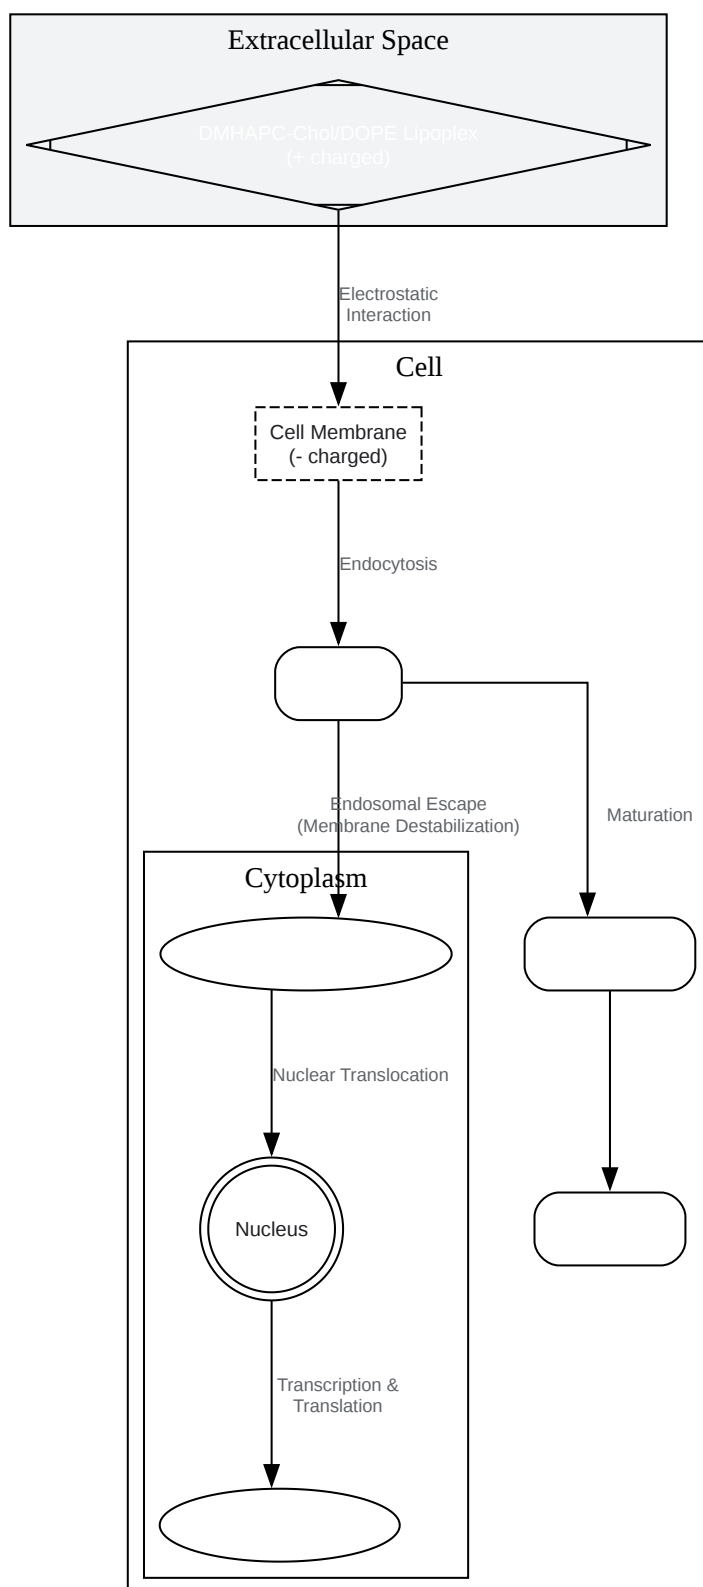 Extracellular Space
DMHAPC-Chol/DOPE Lipoplex
(+ charged)
Electrostatic
Interaction
Cell
Cell Membrane
(- charged)
Endocytosis
Endosomal Escape
(Membrane Destabilization)
Maturation
Cytoplasm
Nuclear Translocation
Nucleus
Transcription &
Translation